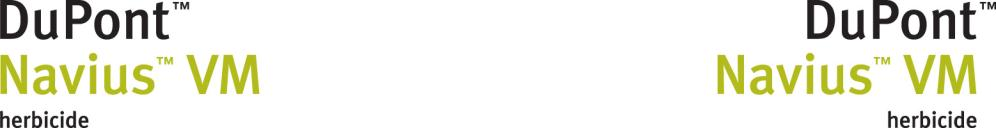 DuPont™
Navius™ VM
herbicide
DuPont™
Navius™ VM
herbicide